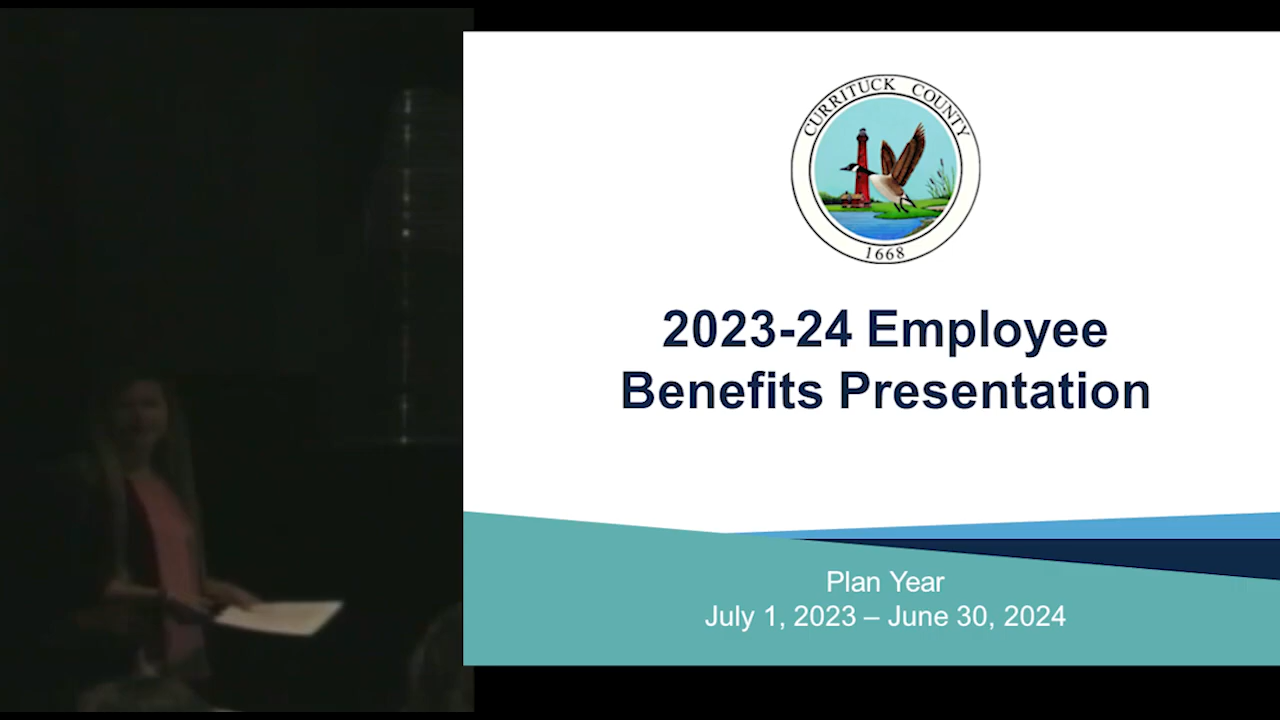 CURRITUCK COUNTY
1668
2023-24 Employee
Benefits Presentation
Plan Year
July 1, 2023 – June 30, 2024